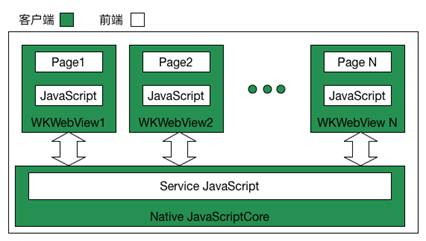 客户端 前端
Page1 Page2 Page N
JavaScript JavaScript JavaScript
WKWebView1 WKWebView2 WKWebView N
Service JavaScript
Native JavaScriptCore